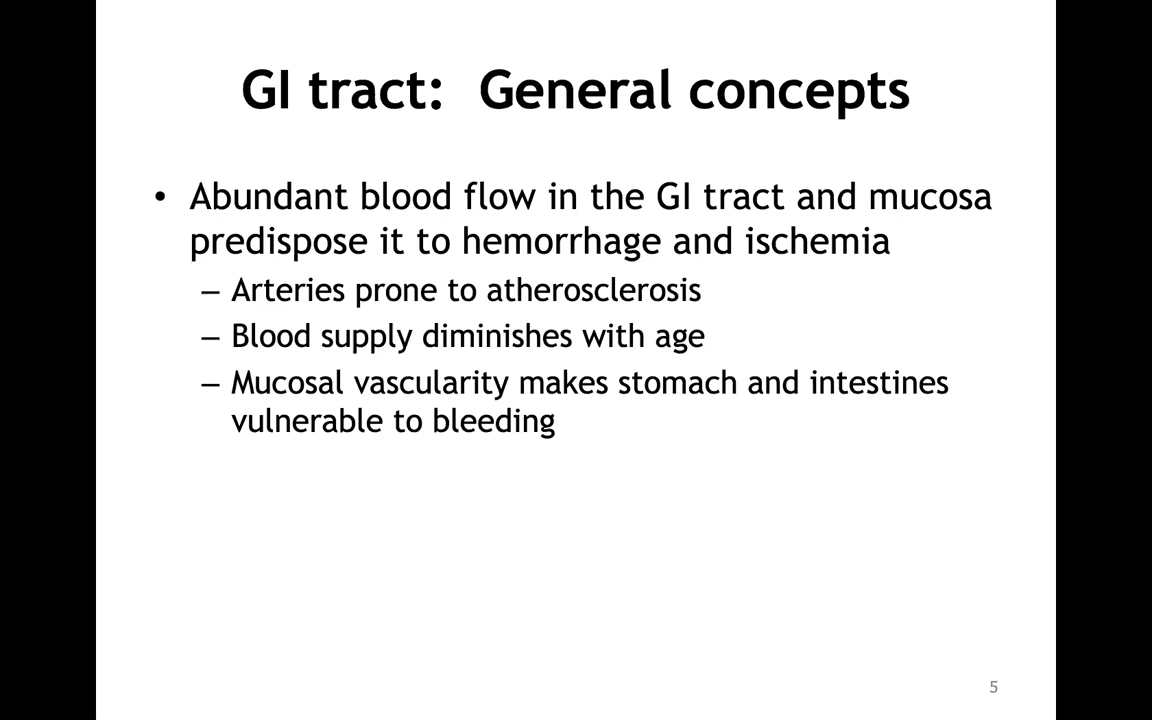 GI tract:  General concepts
• Abundant blood flow in the GI tract and mucosa
predispose it to hemorrhage and ischemia
– Arteries prone to atherosclerosis
– Blood supply diminishes with age
– Mucosal vascularity makes stomach and intestines
vulnerable to bleeding
5